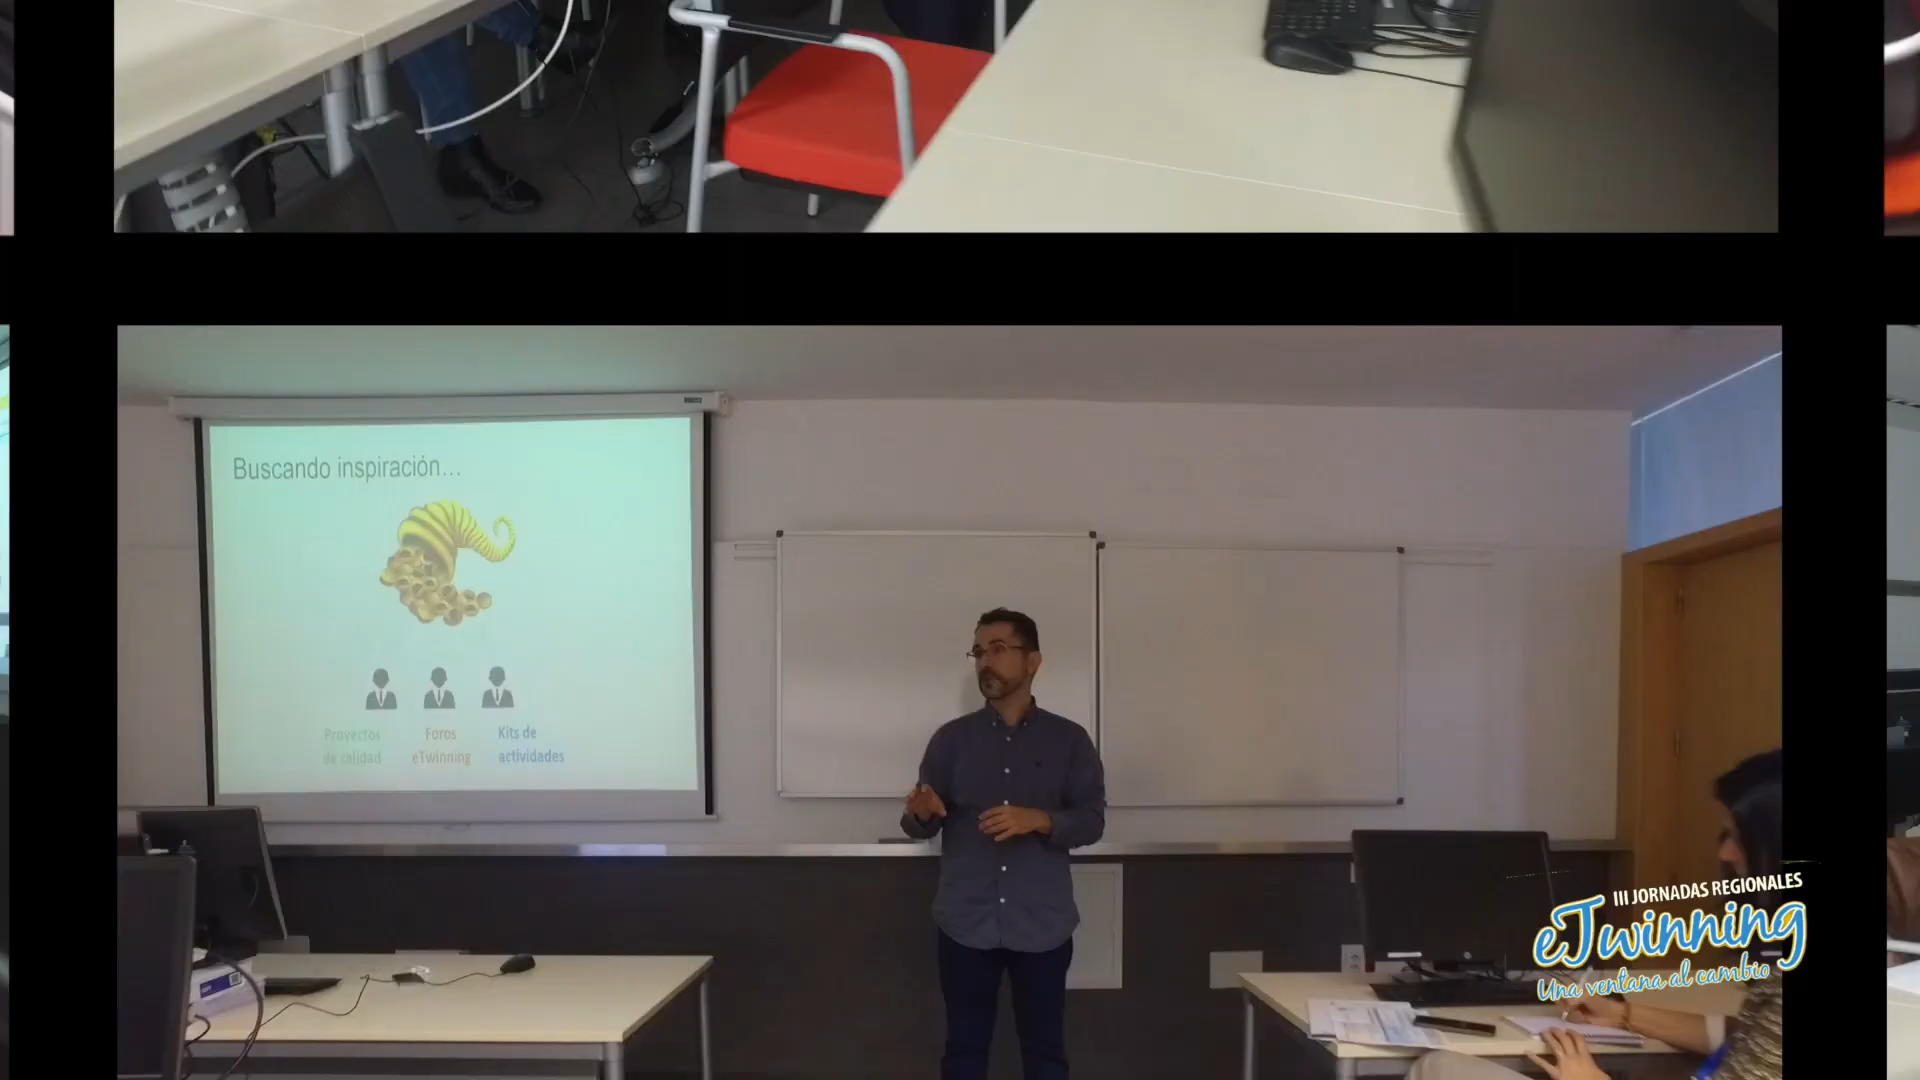 Buscando inspiración...
Proyectos
de calidad
Foros
eTwinning
Kits de
actividades
III JORNADAS REGIONALES
eTwinning
Una ventana al cambio